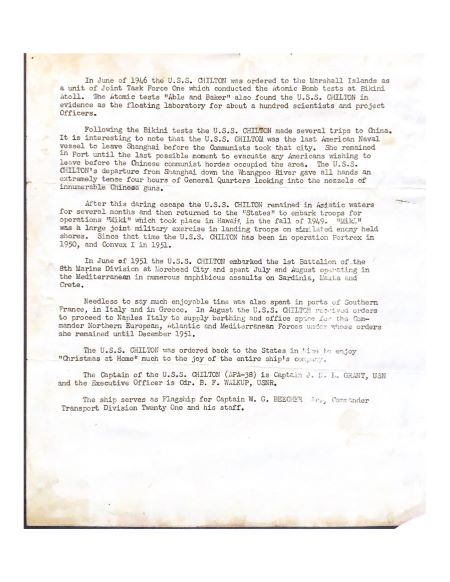 In June of 1946 the U.S.S. CHILTON was ordered to the Marshall Islands as
a unit of Joint Task Force One which conducted the Atomic Bomb tests at Bikini
Atoll. The Atomic tests "Able and Baker" also found the U.S.S. CHILTON in
evidence as the floating laboratory for about a hundred scientists and project
Officers.
Following the Bikini tests the U.S.S. CHILTON made several trips to China.
It is interesting to note that the U.S.S. CHILTON was the last American Naval
vessel to leave Shanghai before the Communists took that city. She remained
in Port until the last possible moment to evacuate any Americans wishing to
leave before the Chinese communist hordes occupied the area. The U.S.S.
CHILTON's departure from Shanghai down the Whangpoo River gave all hands an
extremely tense four hours of General Quarters looking into the nozzels of
innumerable Chinese guns.
After this daring escape the U.S.S. CHILTON remained in Asiatic waters
for several months and then returned to the "States" to embark troops for
operations "Miki" which took place in Hawaii in the fall of 1949. "Miki"
was a large joint military exercise in landing troops on simulated enemy held
shores. Since that time the U.S.S. CHILTON has been in operation Portrex in
1950, and Convex I in 1951.
In June of 1951 the U.S.S. CHILTON embarked the 1st Battalion of the
8th Marine Division at Morehead City and spent July and August operating in
the Mediterranean in numerous amphibious assaults on Sardinia, Malta and
Crete.
Needless to say much enjoyable time was also spent in ports of Southern
France, in Italy and in Greece. In August the U.S.S. CHILTON received orders
to proceed to Naples Italy to supply berthing and office space for the Com-
mander Northern European, Atlantic and Mediterranean Forces under whose orders
she remained until December 1951.
The U.S.S. CHILTON was ordered back to the States in time to enjoy
"Christmas at Home" much to the joy of the entire ship's company.
The Captain of the U.S.S. CHILTON (APA-38) is Captain J. GRANT, USN
and the Executive Officer is Cdr. B. F. WALKUP, USNR.
The ship serves as Flagship for Captain W. G. BEECHER Jr., Commander
Transport Division Twenty One and his staff.